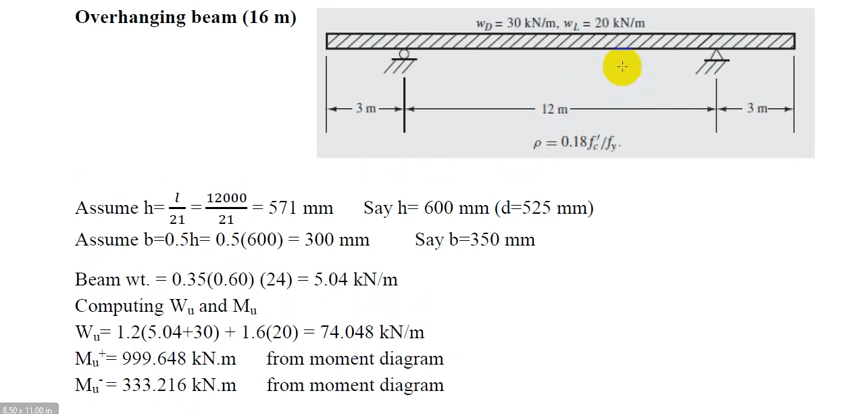 Overhanging beam (16 m)
w_D = 30 kN/m, w_L = 20 kN/m
3 m
12 m
3 m
ρ = 0.18f'c/fy.
Assume h= l/21 = 12000/21 = 571 mm Say h= 600 mm (d=525 mm)
Assume b=0.5h= 0.5(600) = 300 mm Say b=350 mm
Beam wt. = 0.35(0.60) (24) = 5.04 kN/m
Computing Wu and Mu
Wu= 1.2(5.04+30) + 1.6(20) = 74.048 kN/m
Mu+= 999.648 kN.m from moment diagram
Mu-= 333.216 kN.m from moment diagram
8.50 x 11.00 in